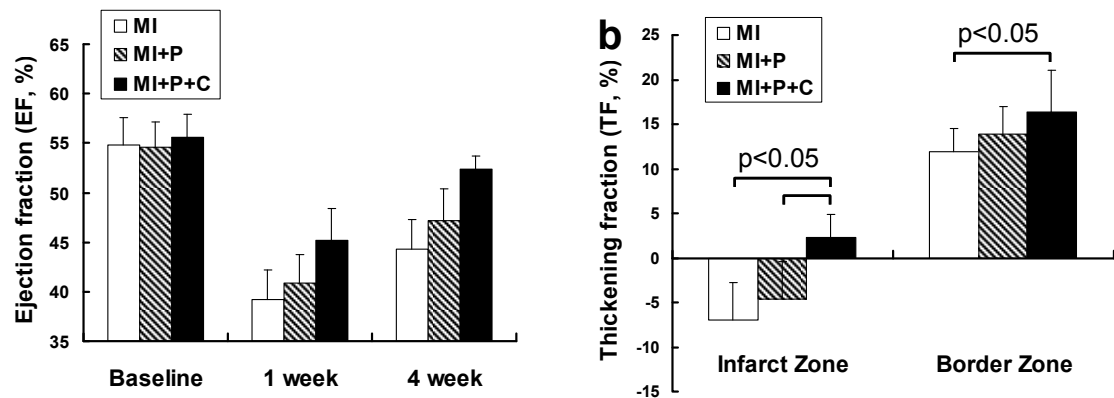 MI
MI+P
MI+P+C
Ejection fraction (EF, %)
65
60
55
50
45
40
35
Baseline 1 week 4 week
b
MI
MI+P
MI+P+C
Thickening fraction (TF, %)
25
20
15
10
5
0
-5
-10
-15
p<0.05
p<0.05
Infarct Zone Border Zone